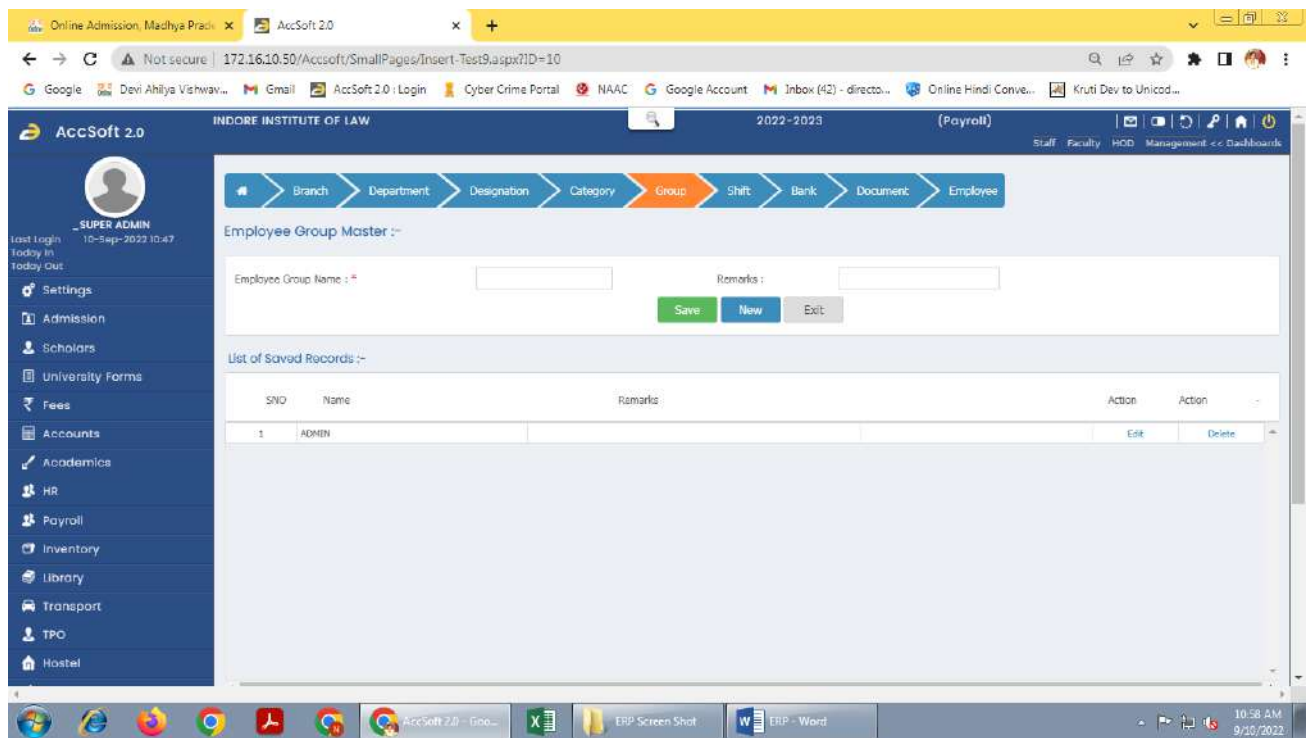 Online Admission, Madhya Prade
AccSoft 2.0
Not secure | 172.16.10.50/Accsoft/SmallPages/Insert-Test9.aspx?ID=10
Google Devi Ahilya Vishwav... Gmail AccSoft 2.0 : Login Cyber Crime Portal NAAC Google Account Inbox (42) - directo... Online Hindi Conve... Kruti Dev to Unicod...
AccSoft 2.0 INDORE INSTITUTE OF LAW 2022-2023 (Payroll)
Staff Faculty HOD Management << Dashboards
Branch Department Designation Category Group Shift Bank Document Employee
_SUPER ADMIN
Last Login 10-Sep-2022 10:47
Today In
Today Out
Employee Group Master :-
Employee Group Name : * Remarks :
Save New Exit
List of Saved Records :-
SNO Name Remarks Action Action
1 ADMIN Edit Delete
Settings
Admission
Scholars
University Forms
₹ Fees
Accounts
Academics
HR
Payroll
Inventory
Library
Transport
TPO
Hostel
AccSoft 2.0 - Goo... ERP Screen Shot ERP - Word
10:58 AM
9/10/2022